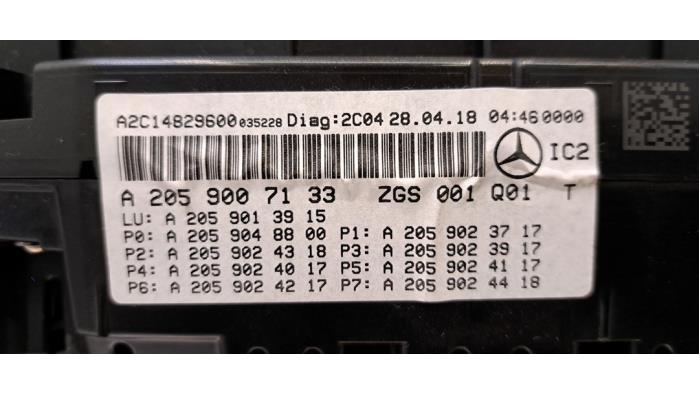 A2C14829600 035228 Diag:2C04 28.04.18 04:46 0000
IC2
A 205 900 71 33 ZGS 001 Q01 T
LU: A 205 901 39 15
P0: A 205 904 88 00 P1: A 205 902 37 17
P2: A 205 902 43 18 P3: A 205 902 39 17
P4: A 205 902 40 17 P5: A 205 902 41 17
P6: A 205 902 42 17 P7: A 205 902 44 18